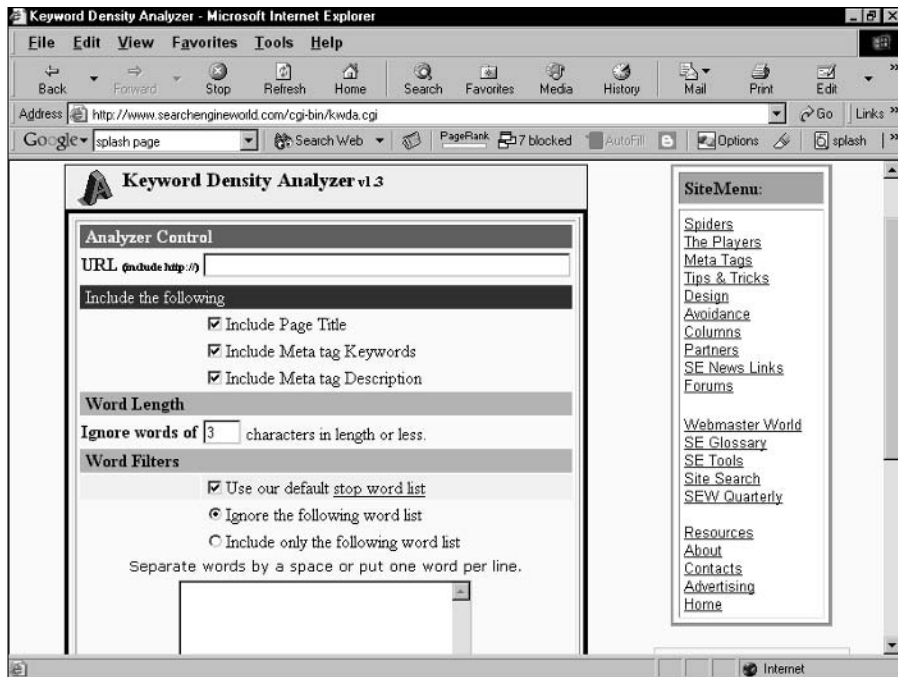 Keyword Density Analyzer - Microsoft Internet Explorer
File Edit View Favorites Tools Help
Back Forward Stop Refresh Home Search Favorites Media History Mail Print Edit
Address http://www.searchengineworld.com/cgi-bin/kwda.cgi Go Links »
Google splash page Search Web PageRank 17 blocked AutoFill Options splash »
Keyword Density Analyzer v1.3
Analyzer Control
URL (include http://)
Include the following
Include Page Title
Include Meta tag Keywords
Include Meta tag Description
Word Length
Ignore words of 3 characters in length or less.
Word Filters
Use our default stop word list
Ignore the following word list
Include only the following word list
Separate words by a space or put one word per line.
SiteMenu:
Spiders
The Players
Meta Tags
Tips & Tricks
Design
Avoidance
Columns
Partners
SE News Links
Forums
Webmaster World
SE Glossary
SE Tools
Site Search
SEW Quarterly
Resources
About
Contacts
Advertising
Home
Internet